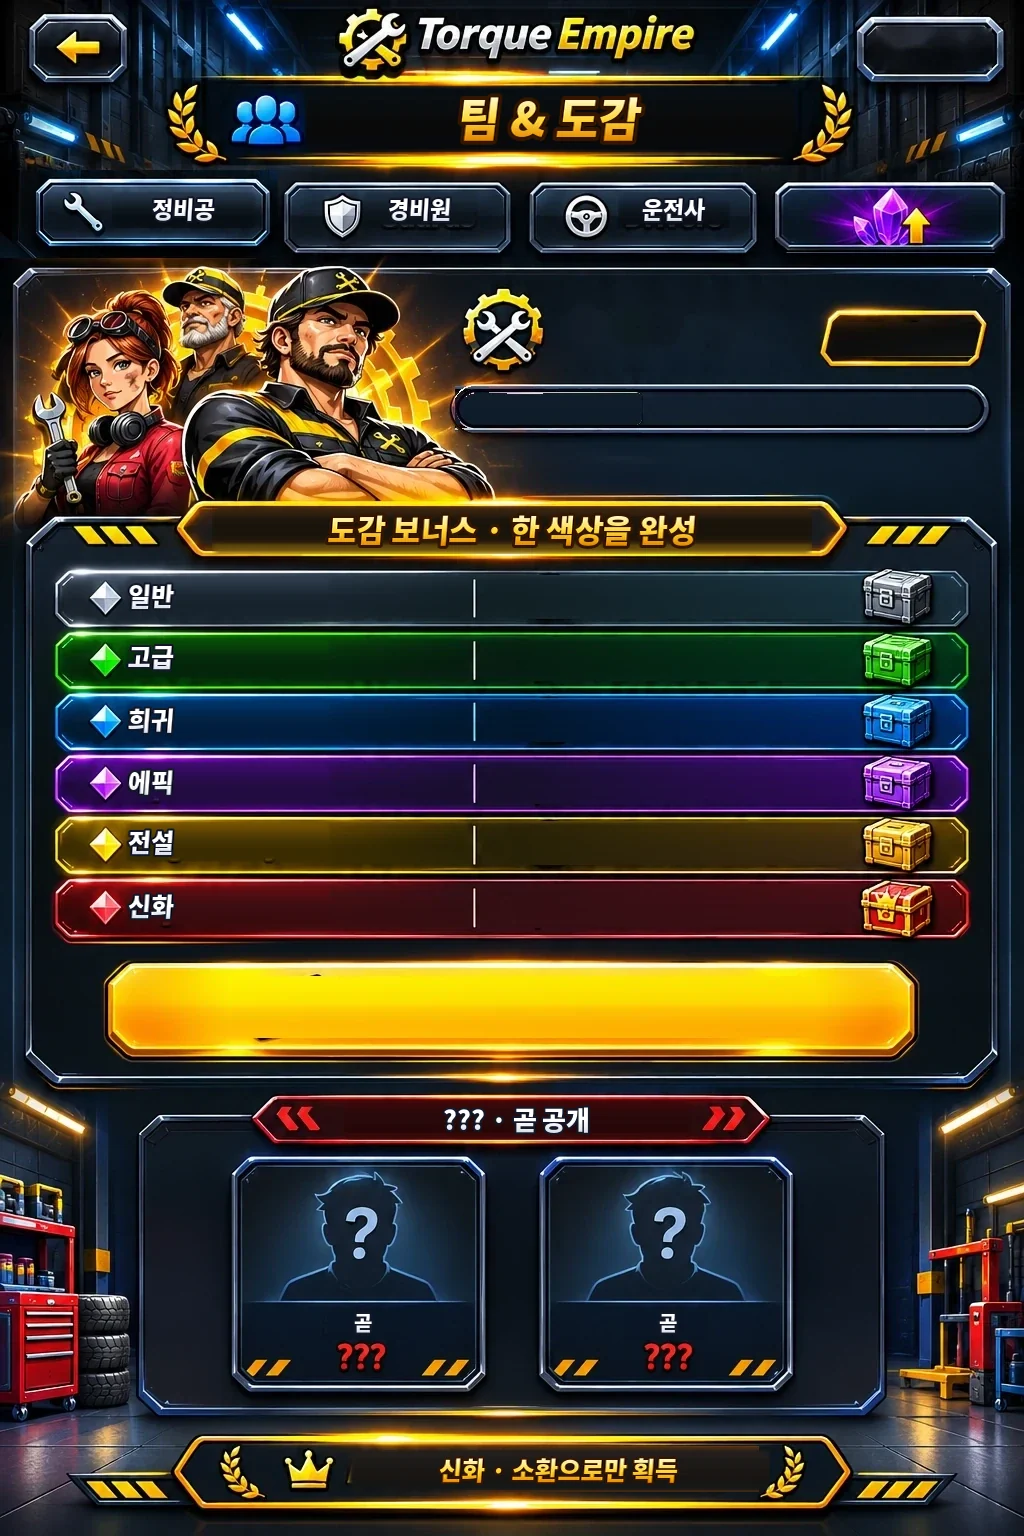 Torque Empire
팀 & 도감
정비공
경비원
운전사
도감 보너스 · 한 색상을 완성
일반
고급
희귀
에픽
전설
신화
??? · 곧 공개
?
?
곧
곧
???
???
신화 · 소환으로만 획득